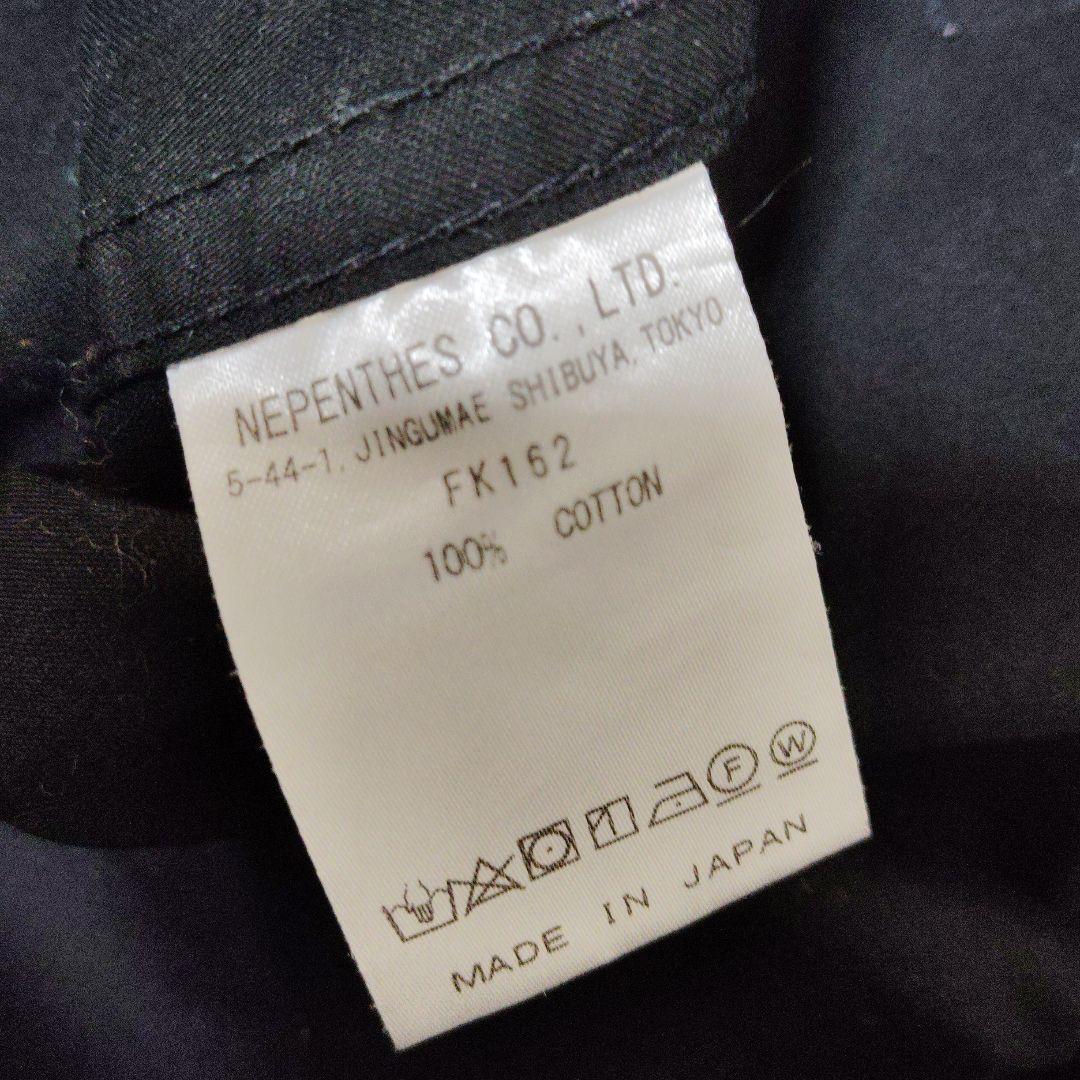 NEPENTHES CO.,LTD.
5-44-1, JINGUMAE SHIBUYA, TOKYO
FK162
100% COTTON
F W
MADE IN JAPAN